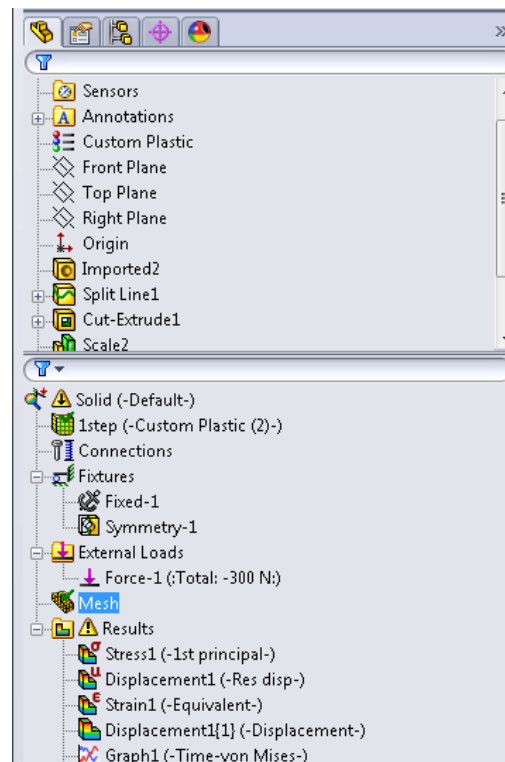 Sensors
Annotations
Custom Plastic
Front Plane
Top Plane
Right Plane
Origin
Imported2
Split Line1
Cut-Extrude1
Scale2
Solid (-Default-)
1step (-Custom Plastic (2)-)
Connections
Fixtures
Fixed-1
Symmetry-1
External Loads
Force-1 (:Total: -300 N:)
Mesh
Results
Stress1 (-1st principal-)
Displacement1 (-Res disp-)
Strain1 (-Equivalent-)
Displacement1{1} (-Displacement-)
Graph1 (-Time-von Mises-)